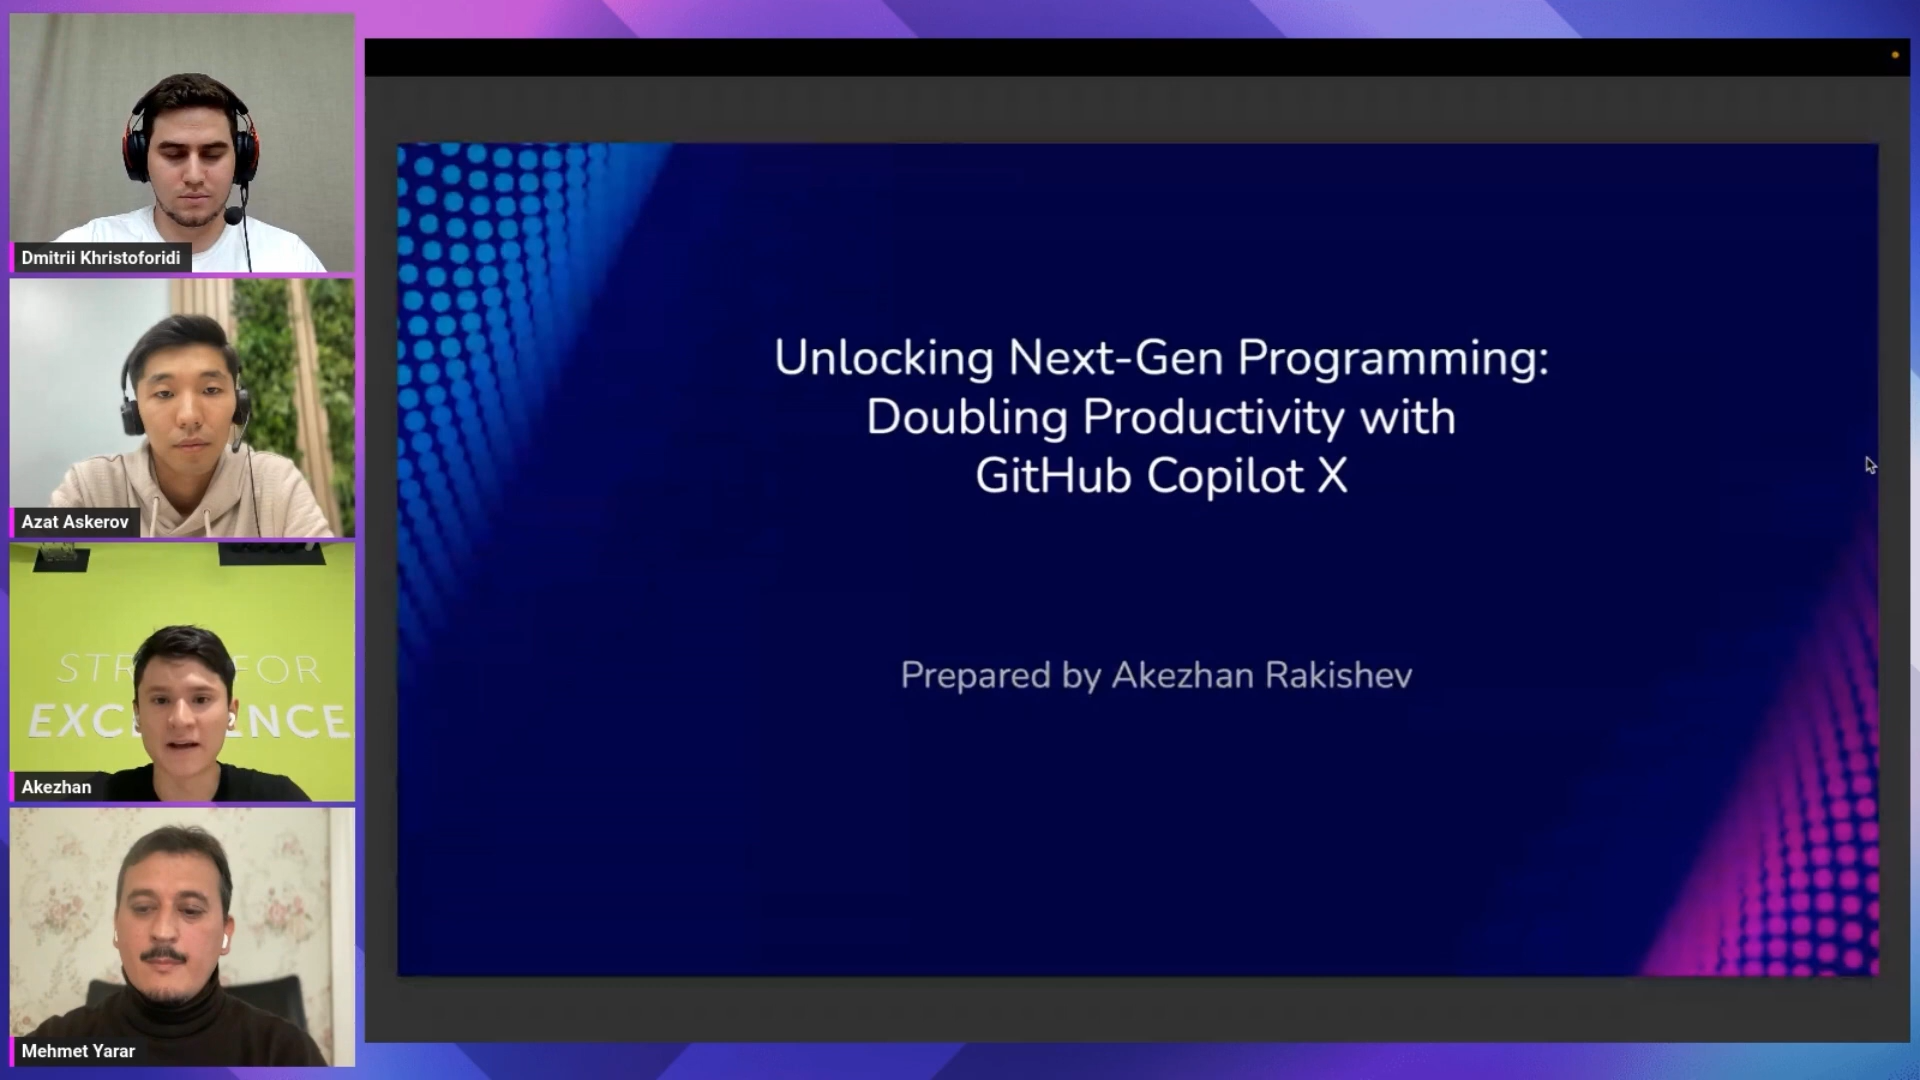 Dmitrii Khristoforidi
Azat Askerov
STR FOR
EXC ENCE
Akezhan
Mehmet Yarar
Unlocking Next-Gen Programming:
Doubling Productivity with
GitHub Copilot X
Prepared by Akezhan Rakishev